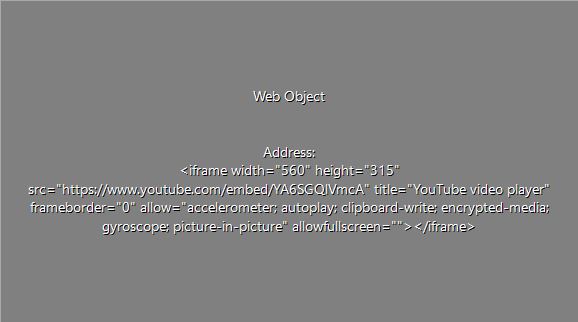 Web Object
Address:
<iframe width="560" height="315"
src="https://www.youtube.com/embed/YA6SGQlVmcA" title="YouTube video player"
frameborder="0" allow="accelerometer; autoplay; clipboard-write; encrypted-media;
gyroscope; picture-in-picture" allowfullscreen=""></iframe>